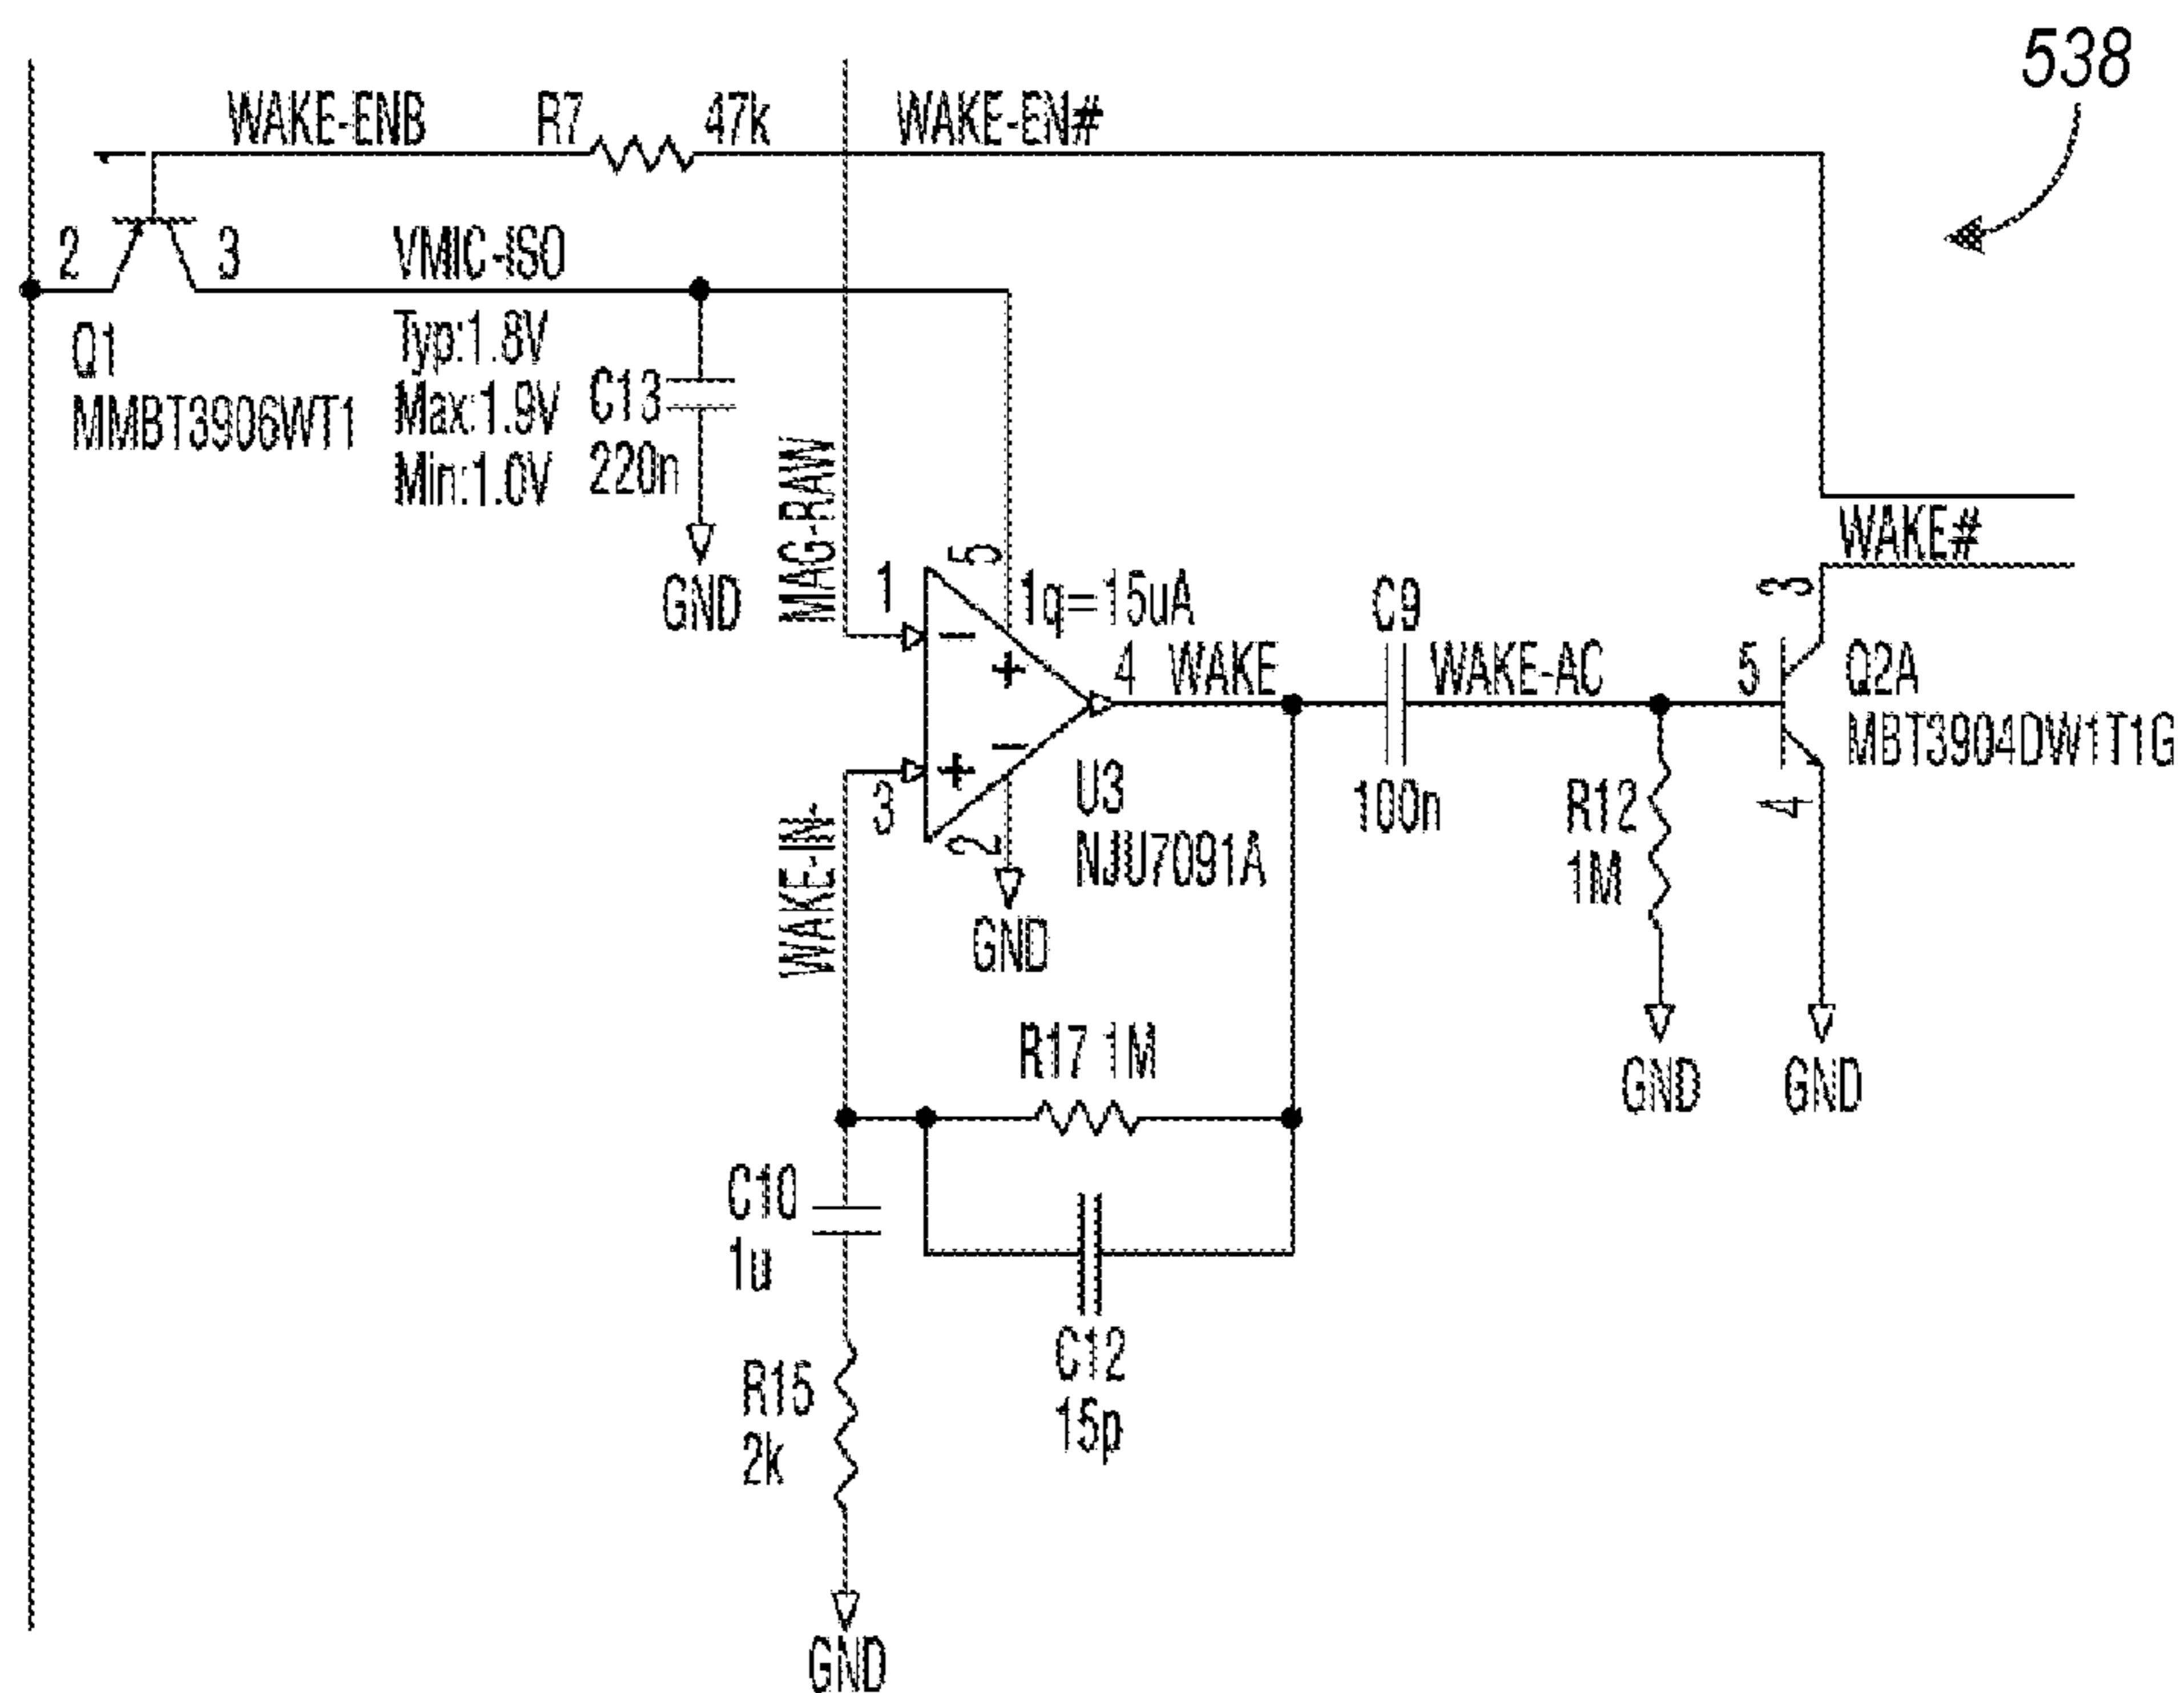 538
WAKE-ENB
R7
47k
WAKE-EN#
2
3
VMIC-ISO
Typ:1.8V
Max:1.9V
Min:1.0V
Q1
MMBT3906WT1
C13
220n
GND
MAG-RAW
1
5
1q=15uA
−
+
4
WAKE
C9
100n
WAKE-AC
WAKE#
3
5
Q2A
MBT3904DW1T1G
4
R12
1M
GND
GND
+
−
3
2
U3
NJU7091A
GND
WAKE-IN-
R17 1M
C10
1u
C12
15p
R15
2k
GND